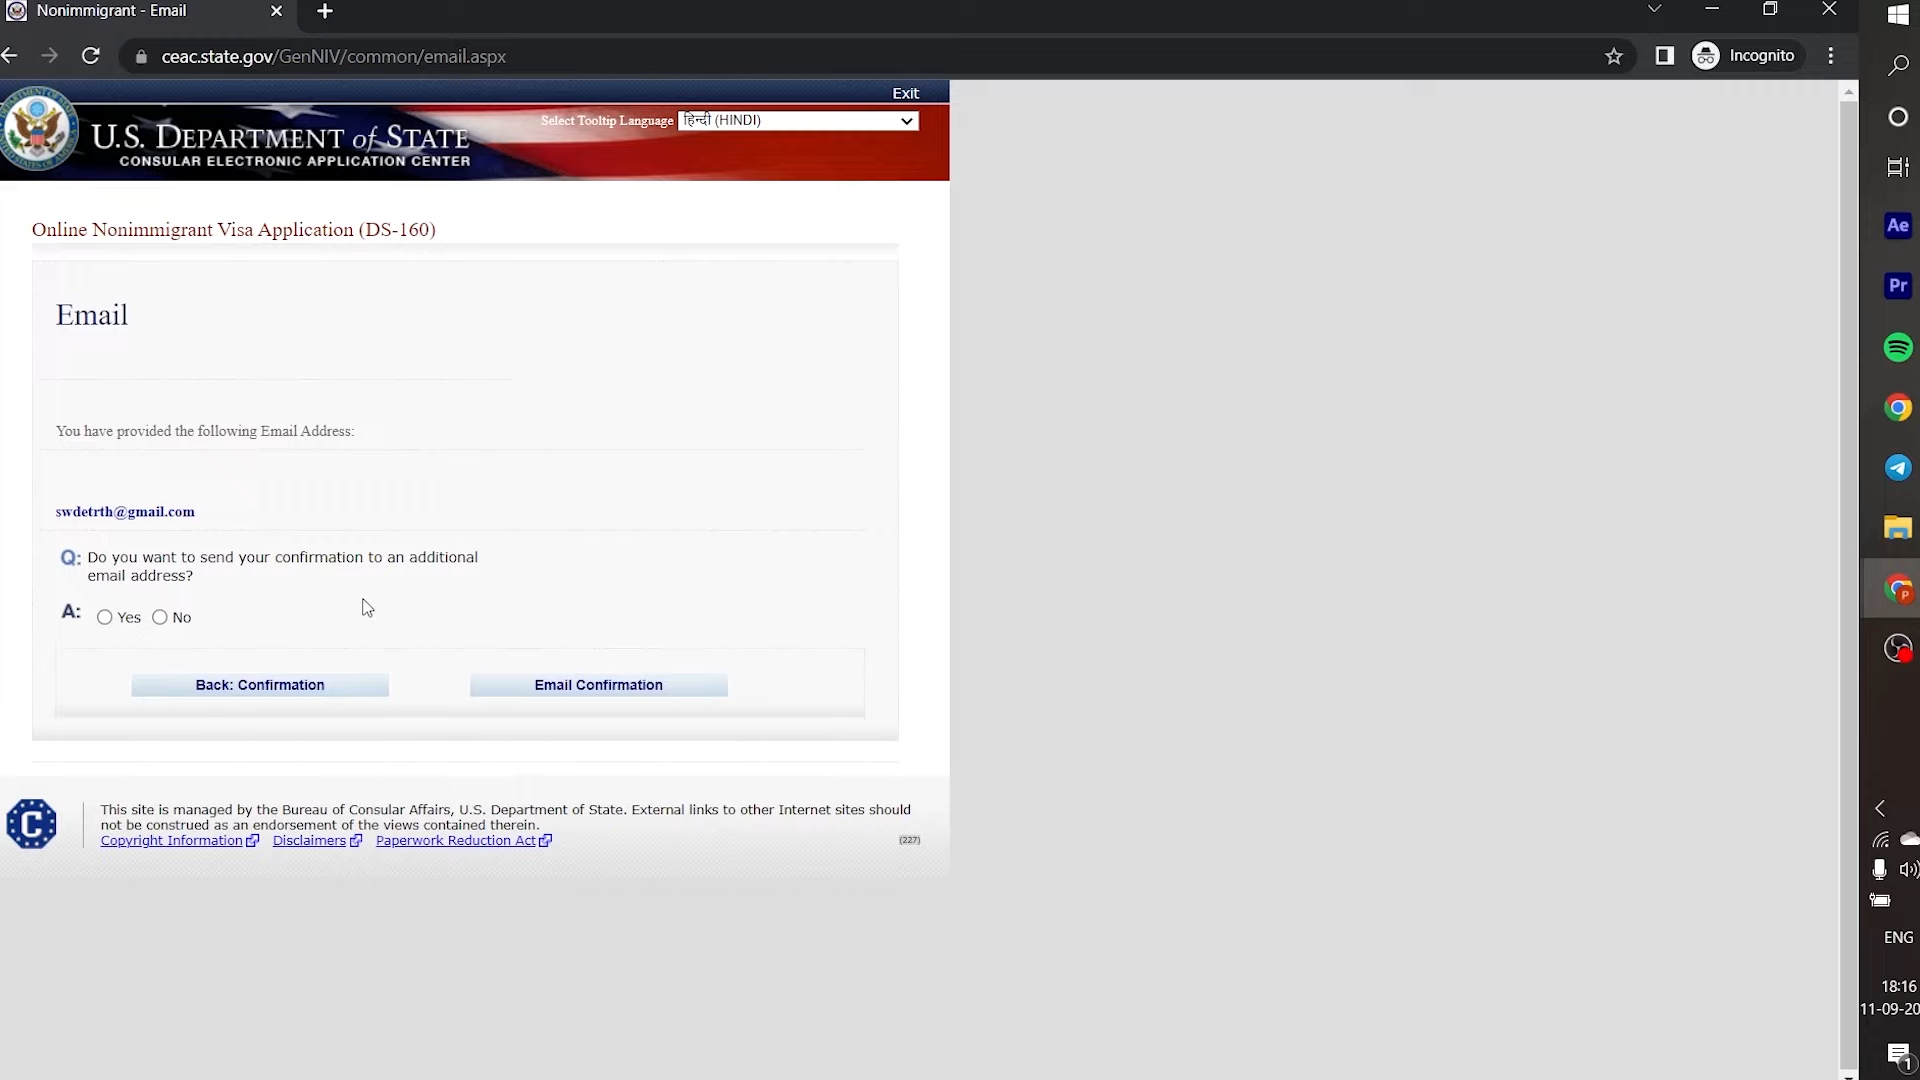 Nonimmigrant - Email
ceac.state.gov/GenNIV/common/email.aspx
Incognito
Exit
Select Tooltip Language हिन्दी (HINDI)
U.S. DEPARTMENT of STATE
CONSULAR ELECTRONIC APPLICATION CENTER
Online Nonimmigrant Visa Application (DS-160)
Email
You have provided the following Email Address:
swdetrth@gmail.com
Q: Do you want to send your confirmation to an additional
email address?
A: Yes No
Back: Confirmation
Email Confirmation
This site is managed by the Bureau of Consular Affairs, U.S. Department of State. External links to other Internet sites should
not be construed as an endorsement of the views contained therein.
Copyright Information Disclaimers Paperwork Reduction Act
(227)
Ae
Pr
P
C
ENG
18:16
11-09-20
1